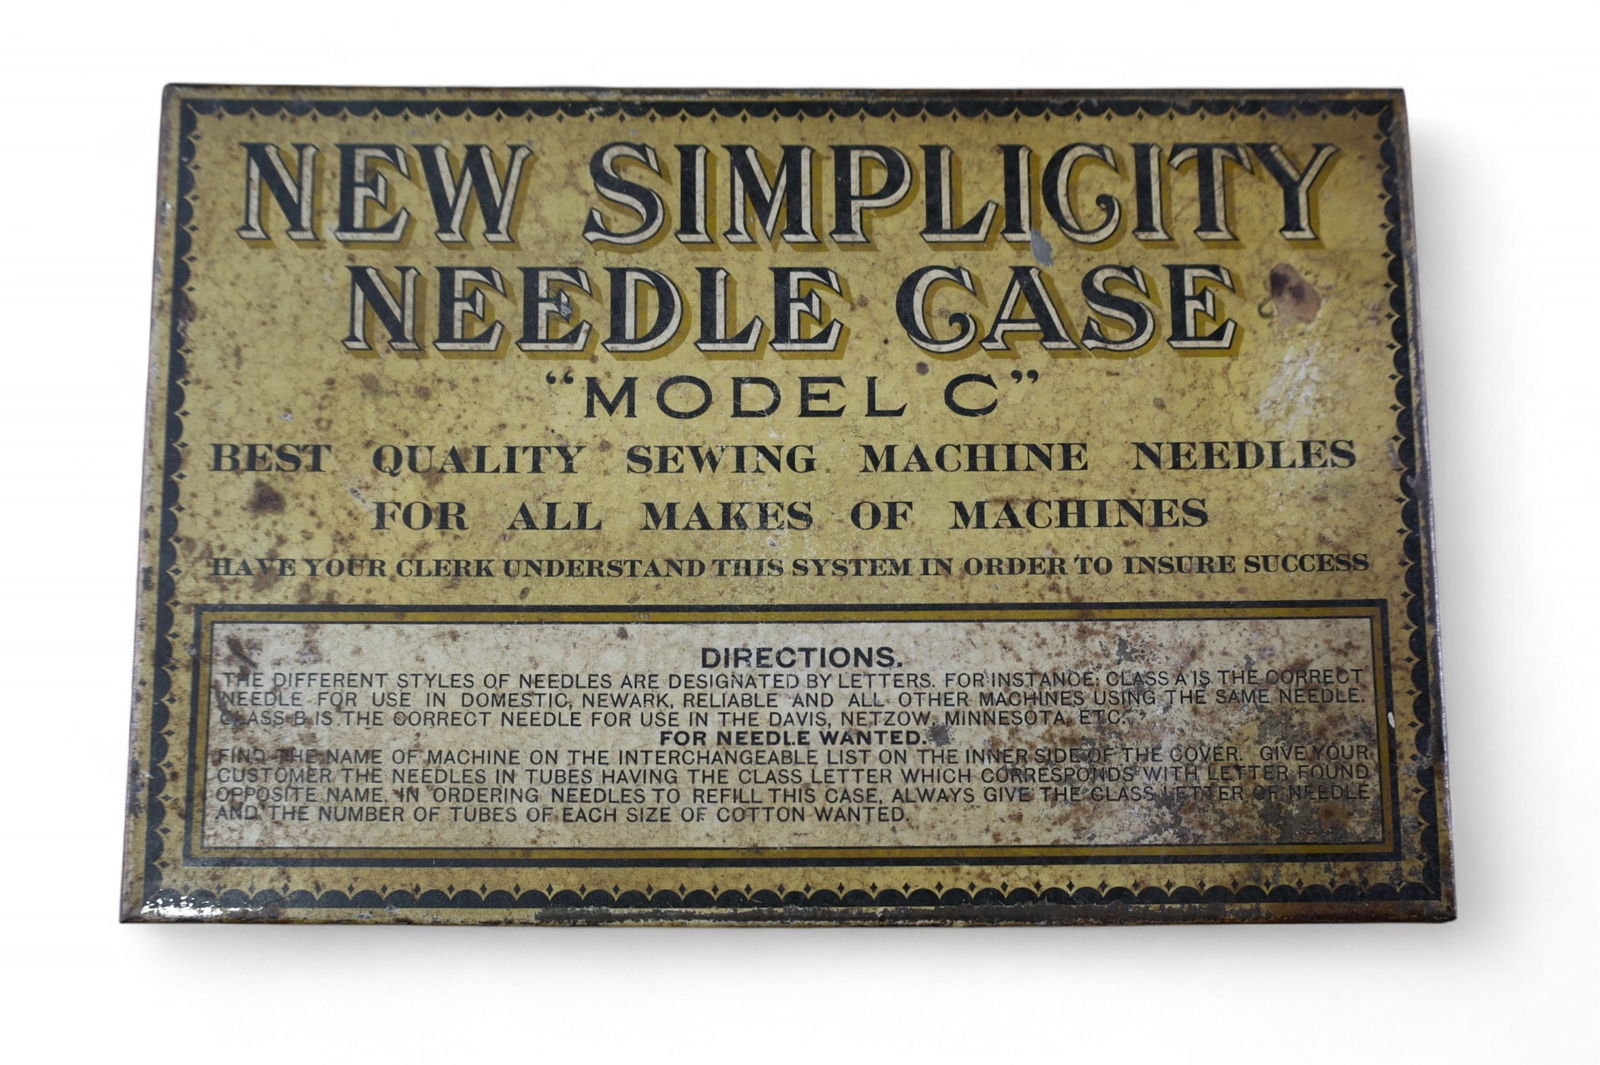 NEW SIMPLICITY
NEEDLE CASE
“MODEL C”
BEST QUALITY SEWING MACHINE NEEDLES
FOR ALL MAKES OF MACHINES
HAVE YOUR CLERK UNDERSTAND THIS SYSTEM IN ORDER TO INSURE SUCCESS
DIRECTIONS.
THE DIFFERENT STYLES OF NEEDLES ARE DESIGNATED BY LETTERS. FOR INSTANCE: CLASS A IS THE CORRECT
NEEDLE FOR USE IN DOMESTIC, NEWARK, RELIABLE AND ALL OTHER MACHINES USING THE SAME NEEDLE.
CLASS B IS THE CORRECT NEEDLE FOR USE IN THE DAVIS, NETZOW, MINNESOTA, ETC.
FOR NEEDLE WANTED.
FIND THE NAME OF MACHINE ON THE INTERCHANGEABLE LIST ON THE INNER SIDE OF THE COVER. GIVE YOUR
CUSTOMER THE NEEDLES IN TUBES HAVING THE CLASS LETTER WHICH CORRESPONDS WITH LETTER FOUND
OPPOSITE NAME. IN ORDERING NEEDLES TO REFILL THIS CASE, ALWAYS GIVE THE CLASS LETTER OF NEEDLE
AND THE NUMBER OF TUBES OF EACH SIZE OF COTTON WANTED.